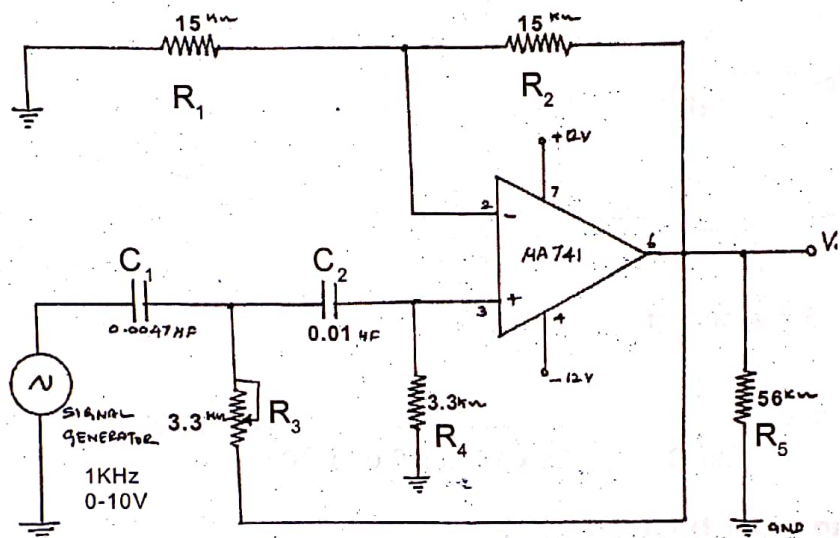 15 KΩ
15 KΩ
R1
R2
+12V
7
2
-
μA741
6
V
C1
C2
3
+
0.0047μF
0.01 μF
4
-12V
SIGNAL
GENERATOR
3.3 KΩ
R3
3.3KΩ
R4
56KΩ
R5
1KHz
0-10V
GND